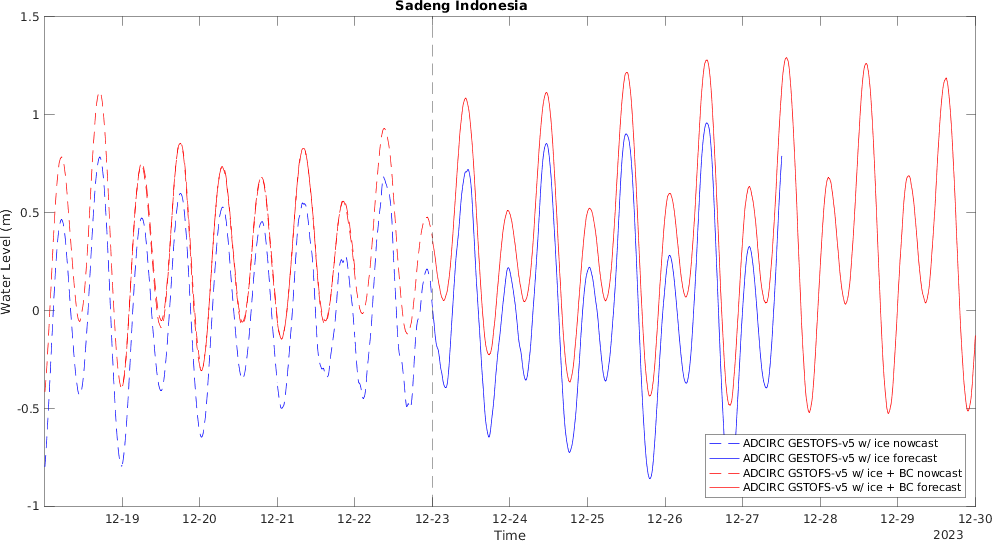 Sadeng Indonesia
1.5
1
0.5
0
-0.5
-1
Water Level (m)
12-19 12-20 12-21 12-22 12-23 12-24 12-25 12-26 12-27 12-28 12-29 12-30
Time
2023
ADCIRC GESTOFS-v5 w/ ice nowcast
ADCIRC GESTOFS-v5 w/ ice forecast
ADCIRC GSTOFS-v5 w/ ice + BC nowcast
ADCIRC GSTOFS-v5 w/ ice + BC forecast